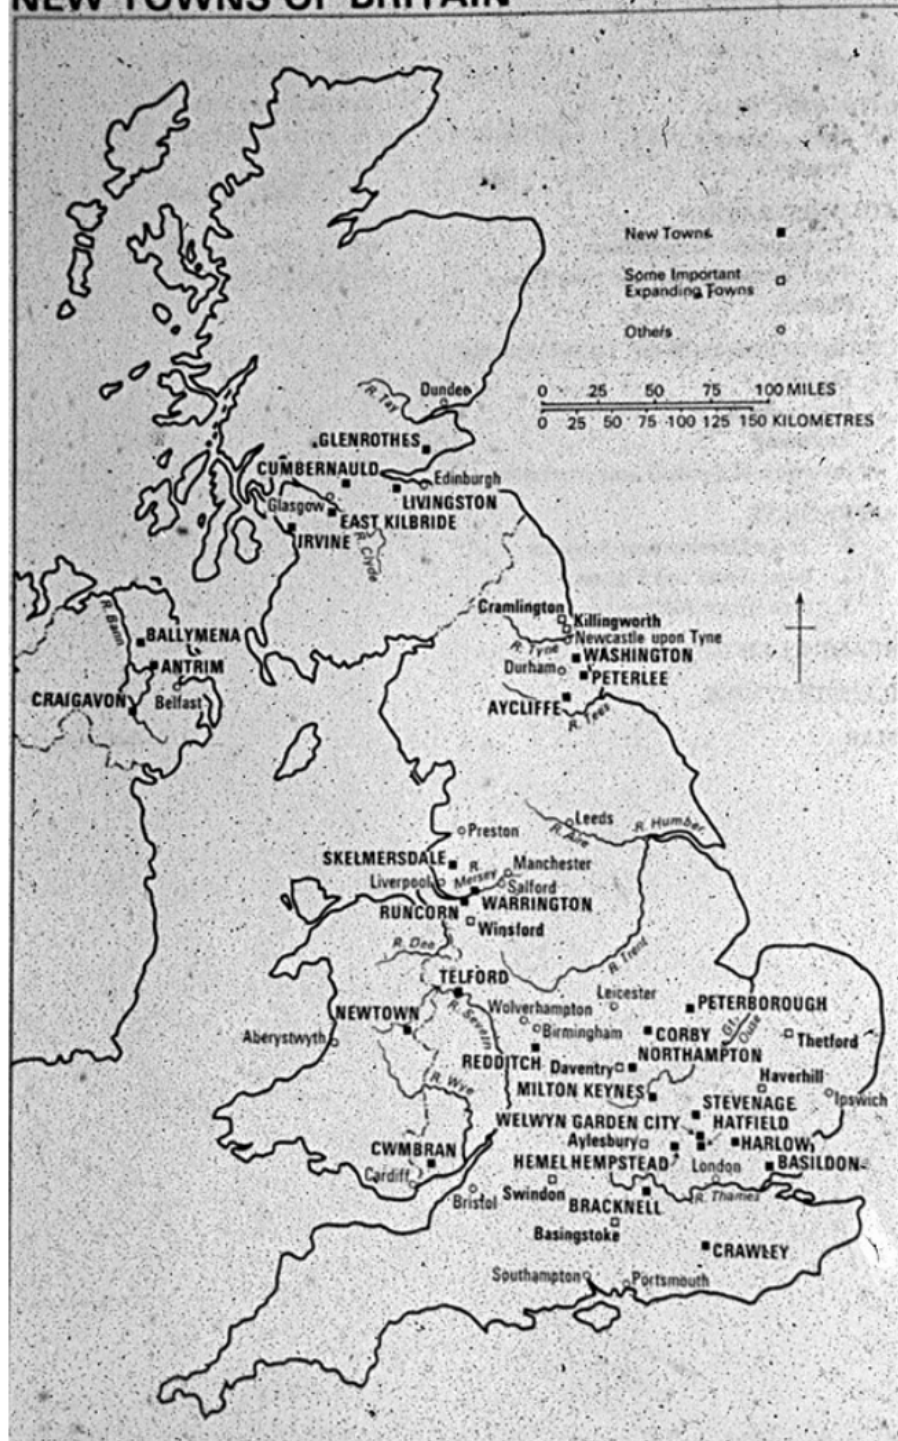 NEW TOWNS OF BRITAIN
New Towns
Some Important
Expanding Towns
Others
0 25 50 75 100 MILES
0 25 50 75 100 125 150 KILOMETRES
R. Tay
Dundee
GLENROTHES
CUMBERNAULD
Edinburgh
LIVINGSTON
Glasgow
EAST KILBRIDE
IRVINE
R. Clyde
R. Bann
BALLYMENA
ANTRIM
CRAIGAVON
Belfast
Cramlington
Killingworth
Newcastle upon Tyne
R. Tyne
WASHINGTON
Durham
PETERLEE
AYCLIFFE
R. Tees
Leeds
R. Humber
Preston
R. Aire
SKELMERSDALE
Manchester
R. Mersey
Liverpool
Salford
WARRINGTON
RUNCORN
Winsford
R. Dee
R. Trent
TELFORD
Leicester
PETERBOROUGH
Wolverhampton
NEWTOWN
R. Severn
Gt. Ouse
Birmingham
CORBY
Thetford
Aberystwyth
NORTHAMPTON
REDDITCH
Daventry
Haverhill
R. Wye
MILTON KEYNES
Ipswich
STEVENAGE
WELWYN GARDEN CITY
HATFIELD
Aylesbury
HARLOW
CWMBRAN
HEMEL HEMPSTEAD
London
BASILDON
Cardiff
Bristol
Swindon
R. Thames
BRACKNELL
Basingstoke
CRAWLEY
Southampton
Portsmouth